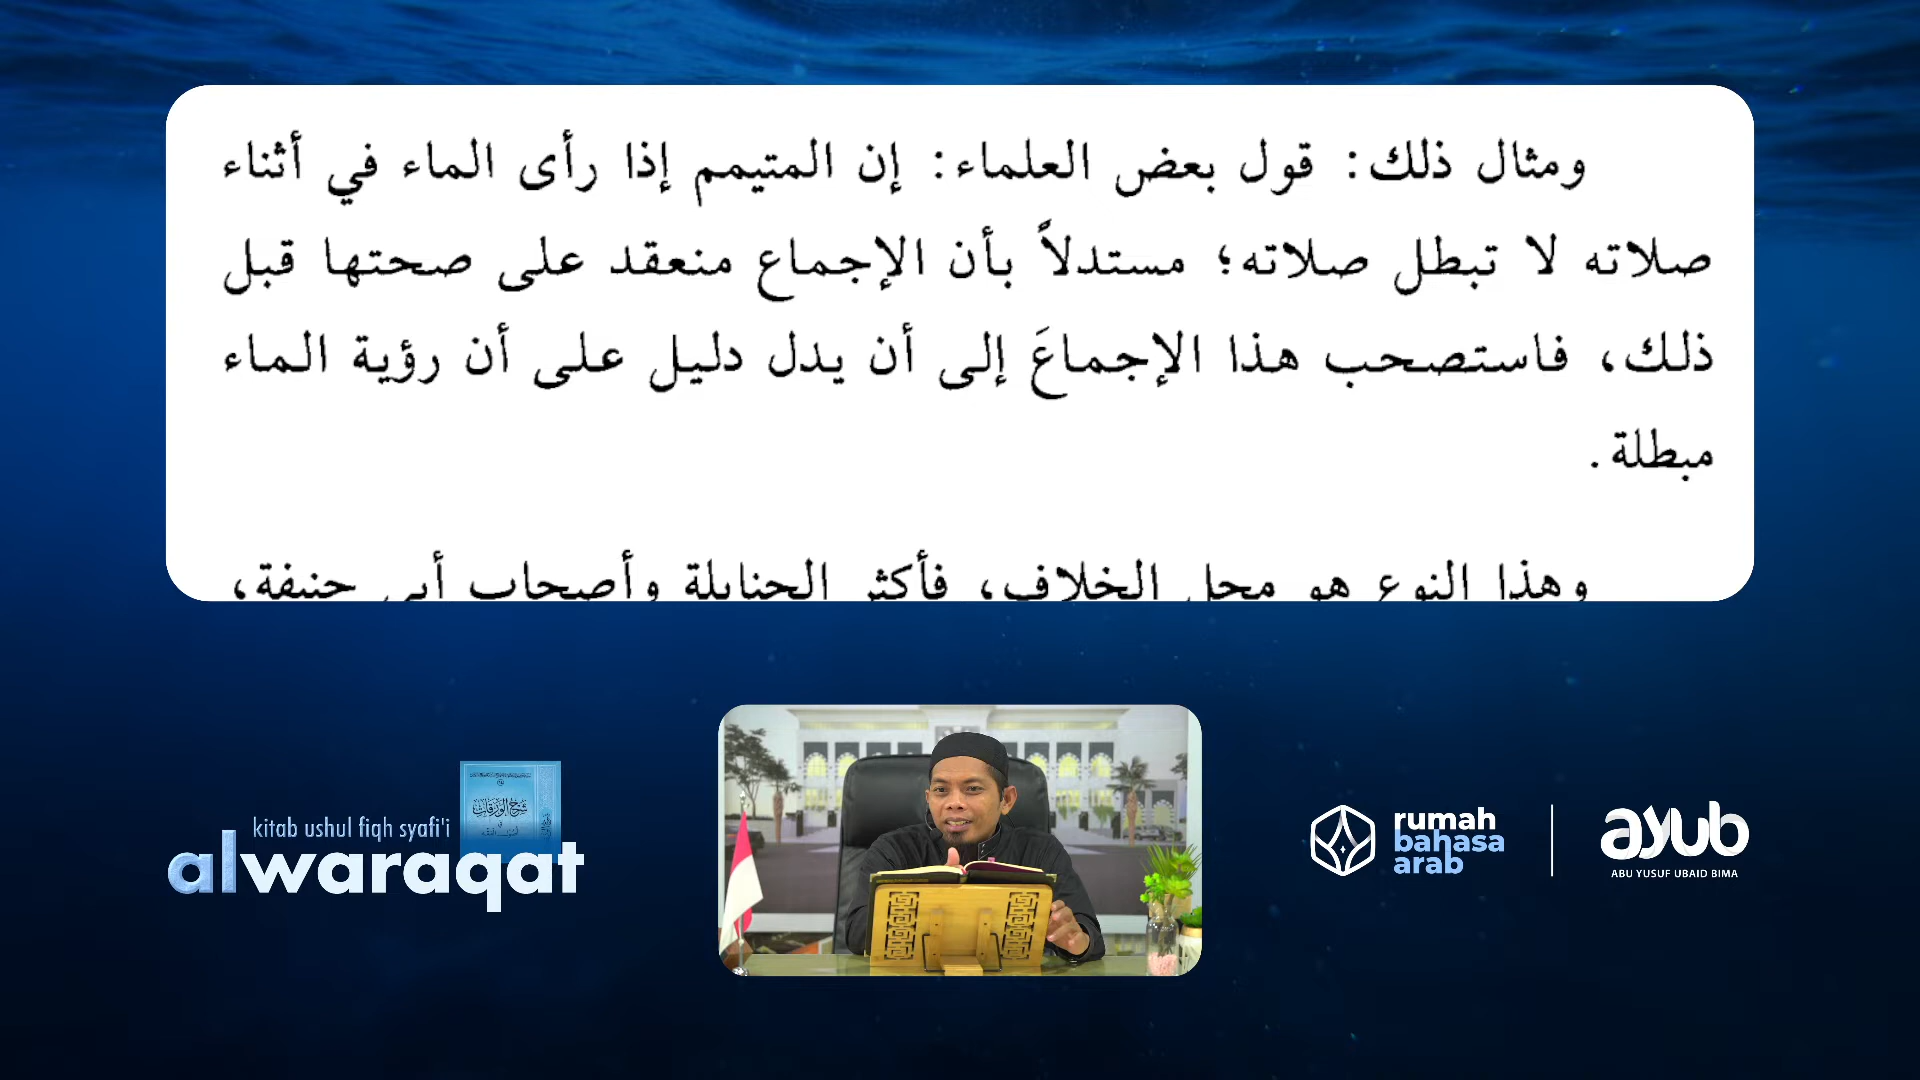 ومثال ذلك: قول بعض العلماء: إن المتيمم إذا رأى الماء في أثناء
صلاته لا تبطل صلاته؛ مستدلاً بأن الإجماع منعقد على صحتها قبل
ذلك، فاستصحب هذا الإجماعَ إلى أن يدل دليل على أن رؤية الماء
مبطلة.
وهذا النوع هو محل الخلاف، فأكثر الحنابلة وأصحاب أبي حنيفة،
شرح الورقات
kitab ushul fiqh syafi'i
alwaraqat
rumah
bahasa
arab
ayub
ABU YUSUF UBAID BIMA